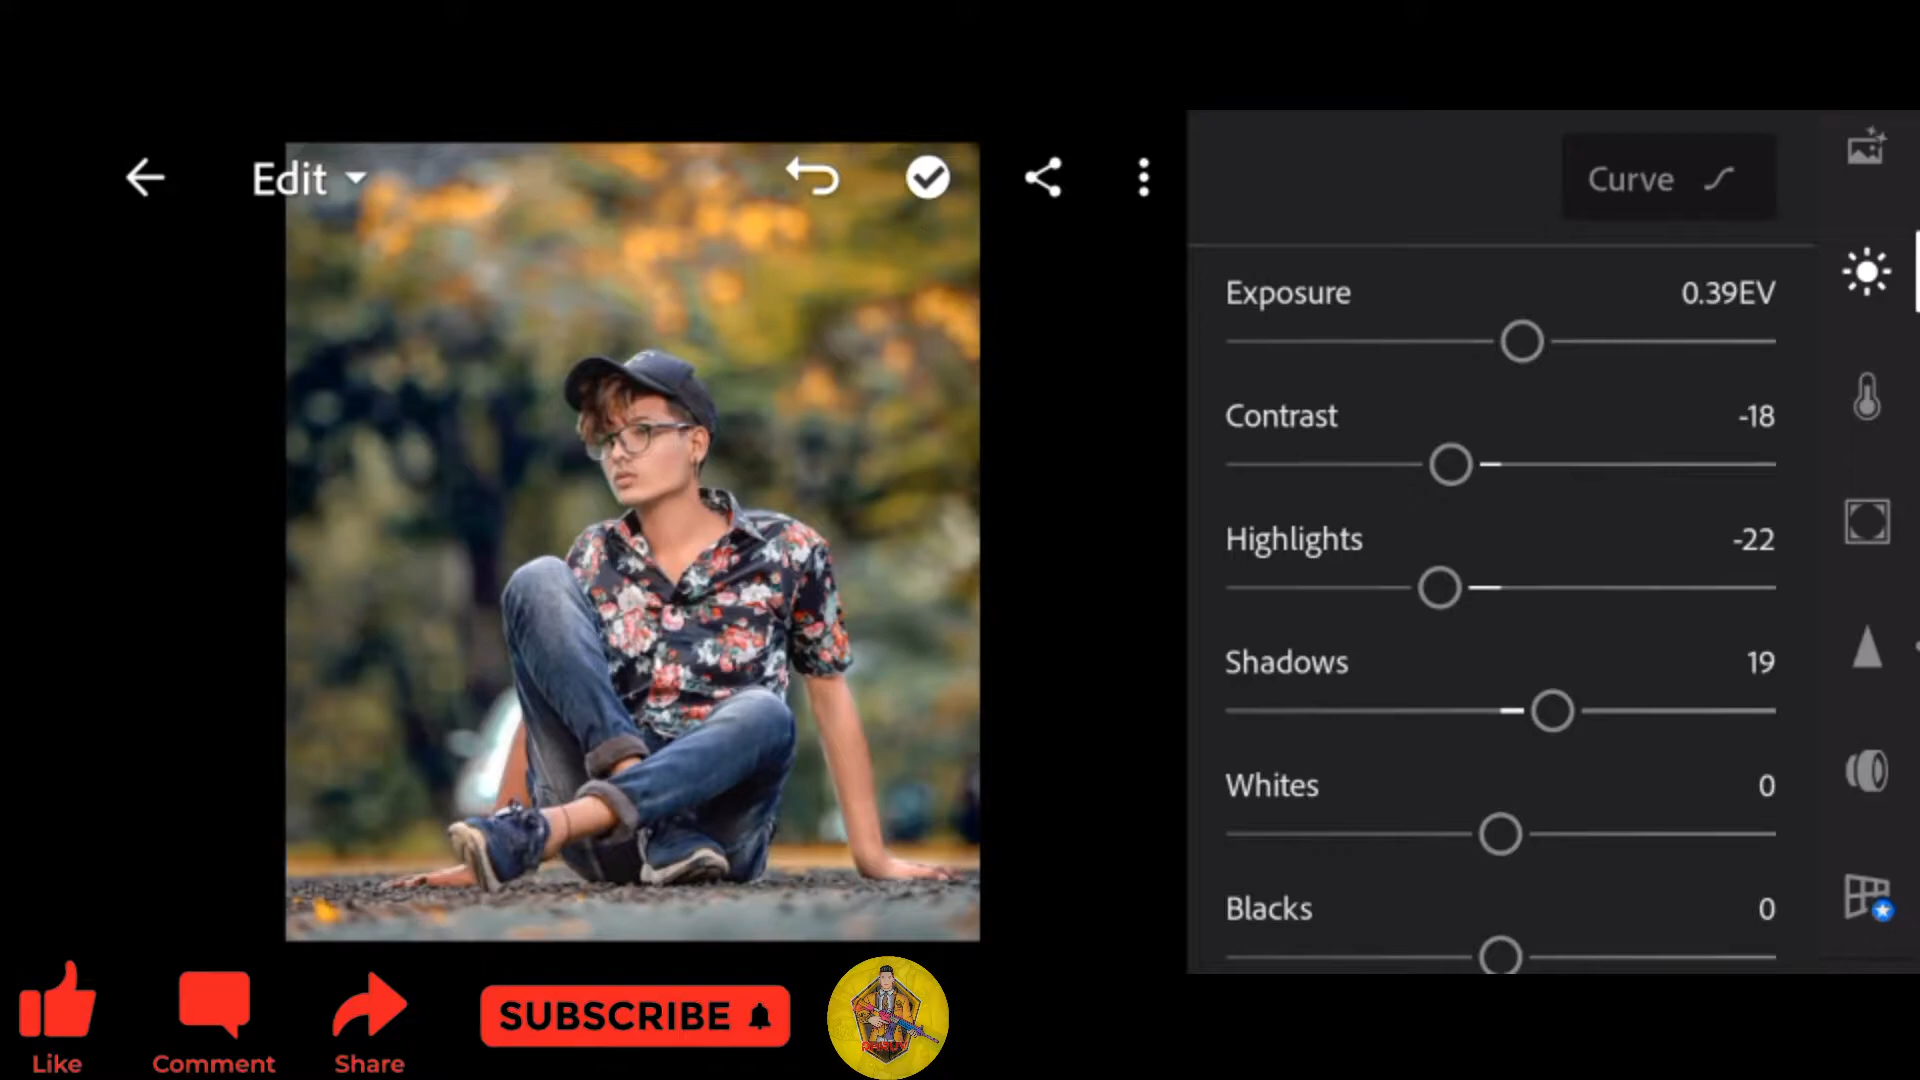 Edit
Curve
Exposure 0.39EV
Contrast -18
Highlights -22
Shadows 19
Whites 0
Blacks 0
SUBSCRIBE
Like Comment Share